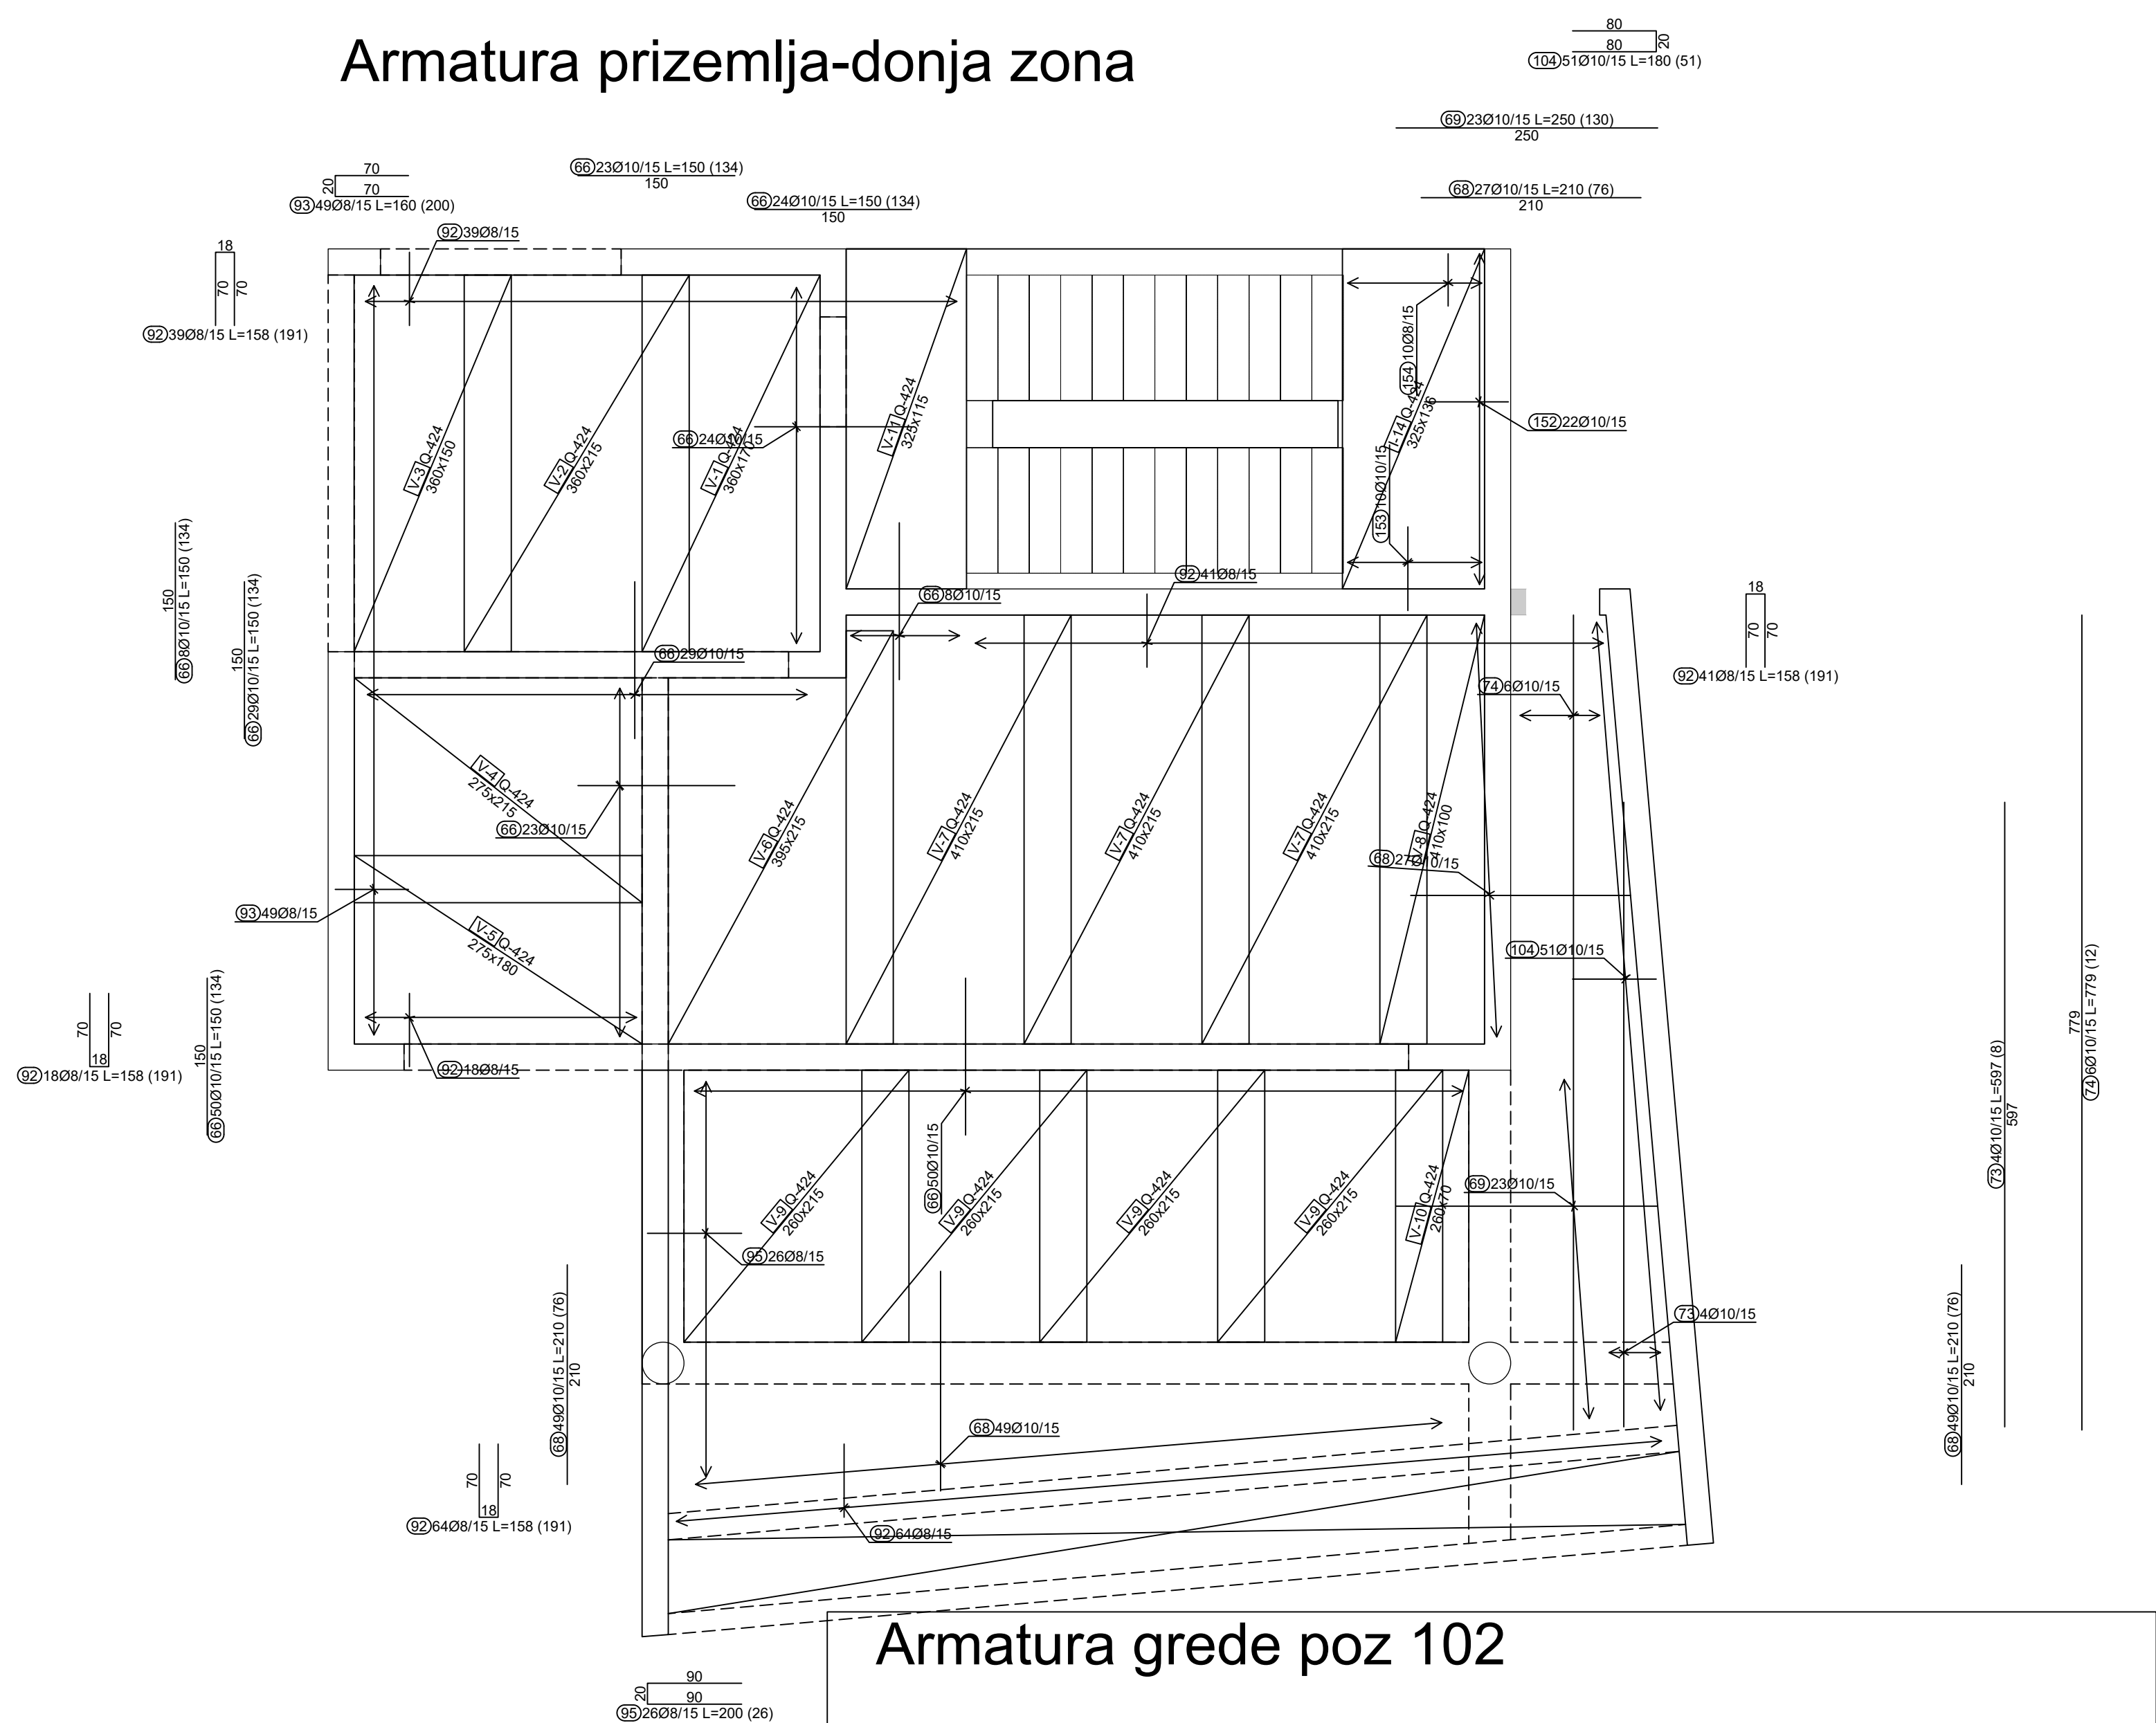 Armatura prizemlja-donja zona
80
80
20
104 51Ø10/15 L=180 (51)
69 23Ø10/15 L=250 (130)
250
66 23Ø10/15 L=150 (134)
150
70
70
20
93 49Ø8/15 L=160 (200)
66 24Ø10/15 L=150 (134)
150
68 27Ø10/15 L=210 (76)
210
92 39Ø8/15
18
70
70
92 39Ø8/15 L=158 (191)
V-3 Q-424
360x150
V-2 Q-424
360x215
V-1 Q-424
360x170
66 24Ø10/15
V-11 Q-424
325x115
154 10Ø8/15
I-14 Q-424
325x136
153 10Ø10/15
152 22Ø10/15
150
66 8Ø10/15 L=150 (134)
150
66 29Ø10/15 L=150 (134)
66 8Ø10/15
92 41Ø8/15
18
70
70
92 41Ø8/15 L=158 (191)
66 29Ø10/15
74 6Ø10/15
V-4 Q-424
275x215
66 23Ø10/15
V-6 Q-424
395x215
V-7 Q-424
410x215
V-7 Q-424
410x215
V-7 Q-424
410x215
V-8 Q-424
410x100
68 27Ø10/15
93 49Ø8/15
V-5 Q-424
275x180
104 51Ø10/15
70
70
18
92 18Ø8/15 L=158 (191)
150
66 50Ø10/15 L=150 (134)
92 18Ø8/15
73 4Ø10/15 L=597 (8)
597
779
74 6Ø10/15 L=779 (12)
66 50Ø10/15
V-9 Q-424
260x215
V-9 Q-424
260x215
V-9 Q-424
260x215
V-9 Q-424
260x215
V-10 Q-424
260x70
69 23Ø10/15
95 26Ø8/15
73 4Ø10/15
68 49Ø10/15 L=210 (76)
210
68 49Ø10/15 L=210 (76)
210
68 49Ø10/15
70
70
18
92 64Ø8/15 L=158 (191)
92 64Ø8/15
Armatura grede poz 102
90
90
20
95 26Ø8/15 L=200 (26)